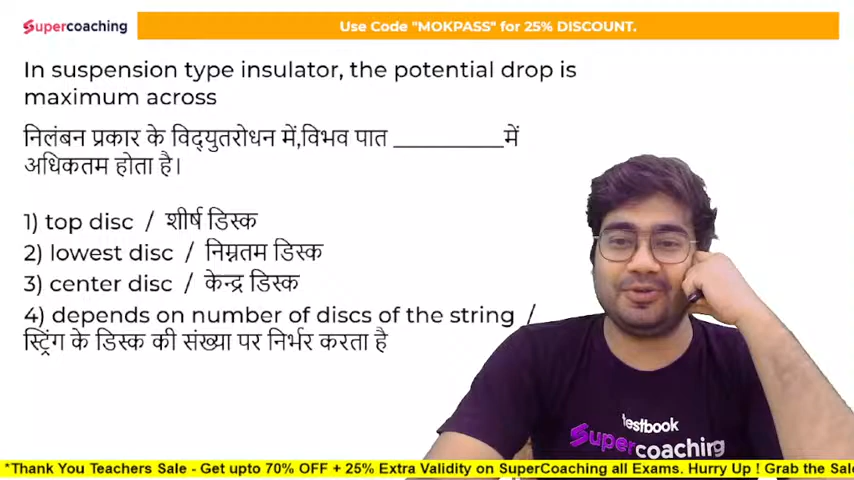 Supercoaching
Use Code "MOKPASS" for 25% DISCOUNT.
In suspension type insulator, the potential drop is
maximum across
निलंबन प्रकार के विद्युतरोधन में,विभव पात __________में
अधिकतम होता है।
1) top disc / शीर्ष डिस्क
2) lowest disc / निम्नतम डिस्क
3) center disc / केन्द्र डिस्क
4) depends on number of discs of the string /
स्ट्रिंग के डिस्क की संख्या पर निर्भर करता है
testbook
Supercoaching
*Thank You Teachers Sale - Get upto 70% OFF + 25% Extra Validity on SuperCoaching all Exams. Hurry Up ! Grab the Sale